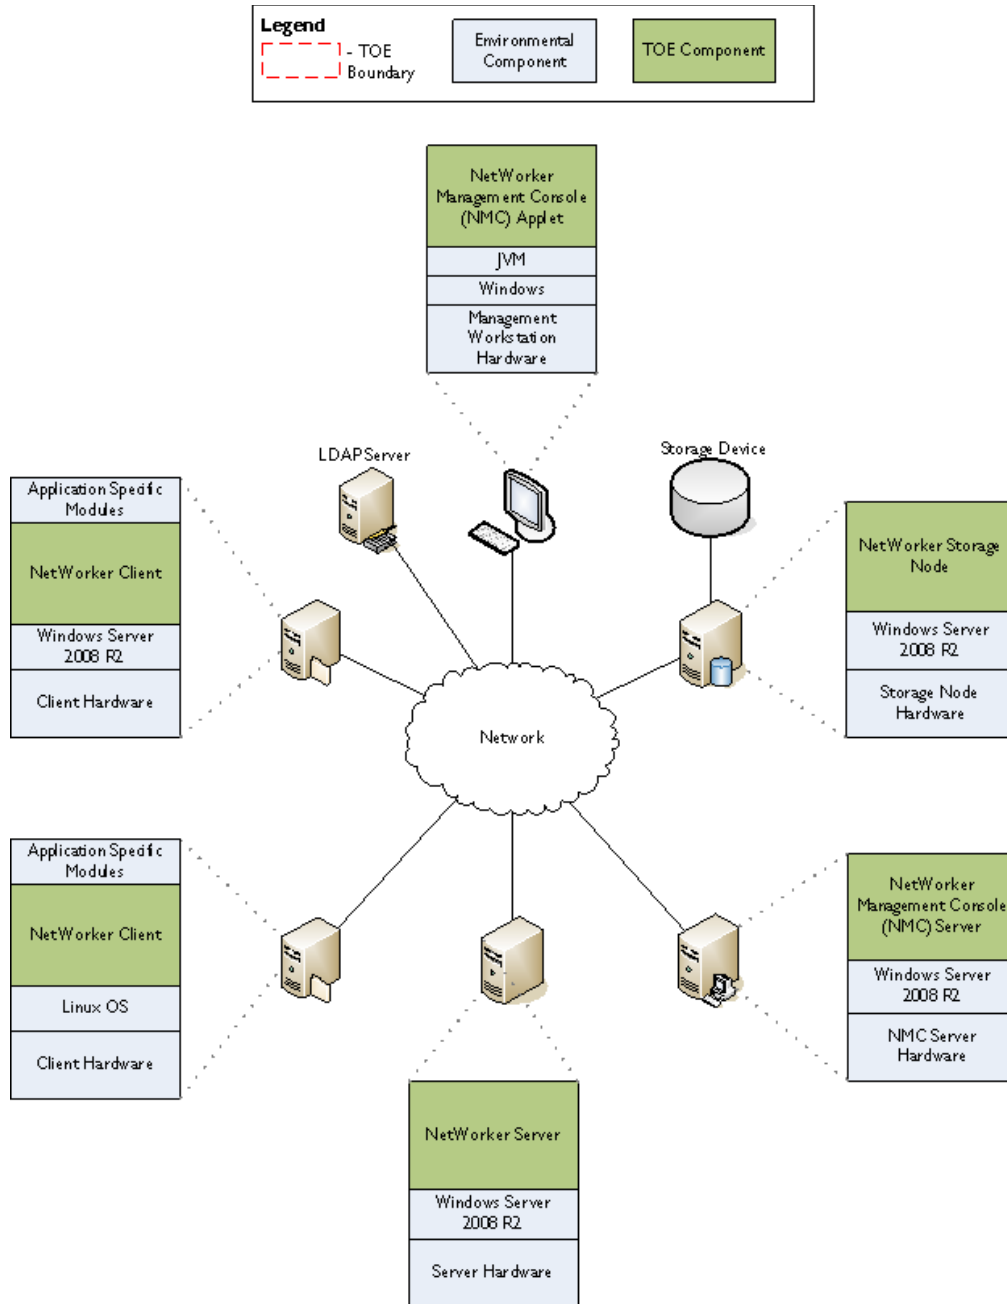 Legend
- TOE
Boundary
Environmental
Component
TOE Component
NetWorker
Management Console
(NMC) Applet
JVM
Windows
Management
Workstation
Hardware
LDAP Server
Storage Device
Application Specific
Modules
NetWorker Client
Windows Server
2008 R2
Client Hardware
NetWorker Storage
Node
Windows Server
2008 R2
Storage Node
Hardware
Network
Application Specific
Modules
NetWorker Client
Linux OS
Client Hardware
NetWorker
Management Console
(NMC) Server
Windows Server
2008 R2
NMC Server
Hardware
NetWorker Server
Windows Server
2008 R2
Server Hardware